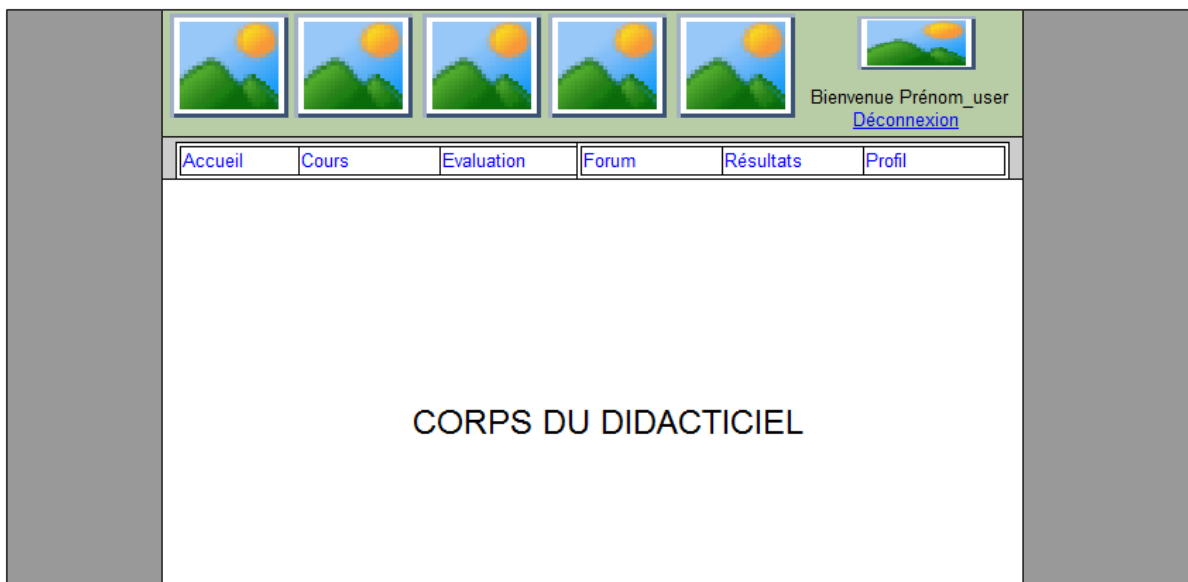 Bienvenue Prénom_user
Déconnexion
Accueil Cours Evaluation Forum Résultats Profil
CORPS DU DIDACTICIEL